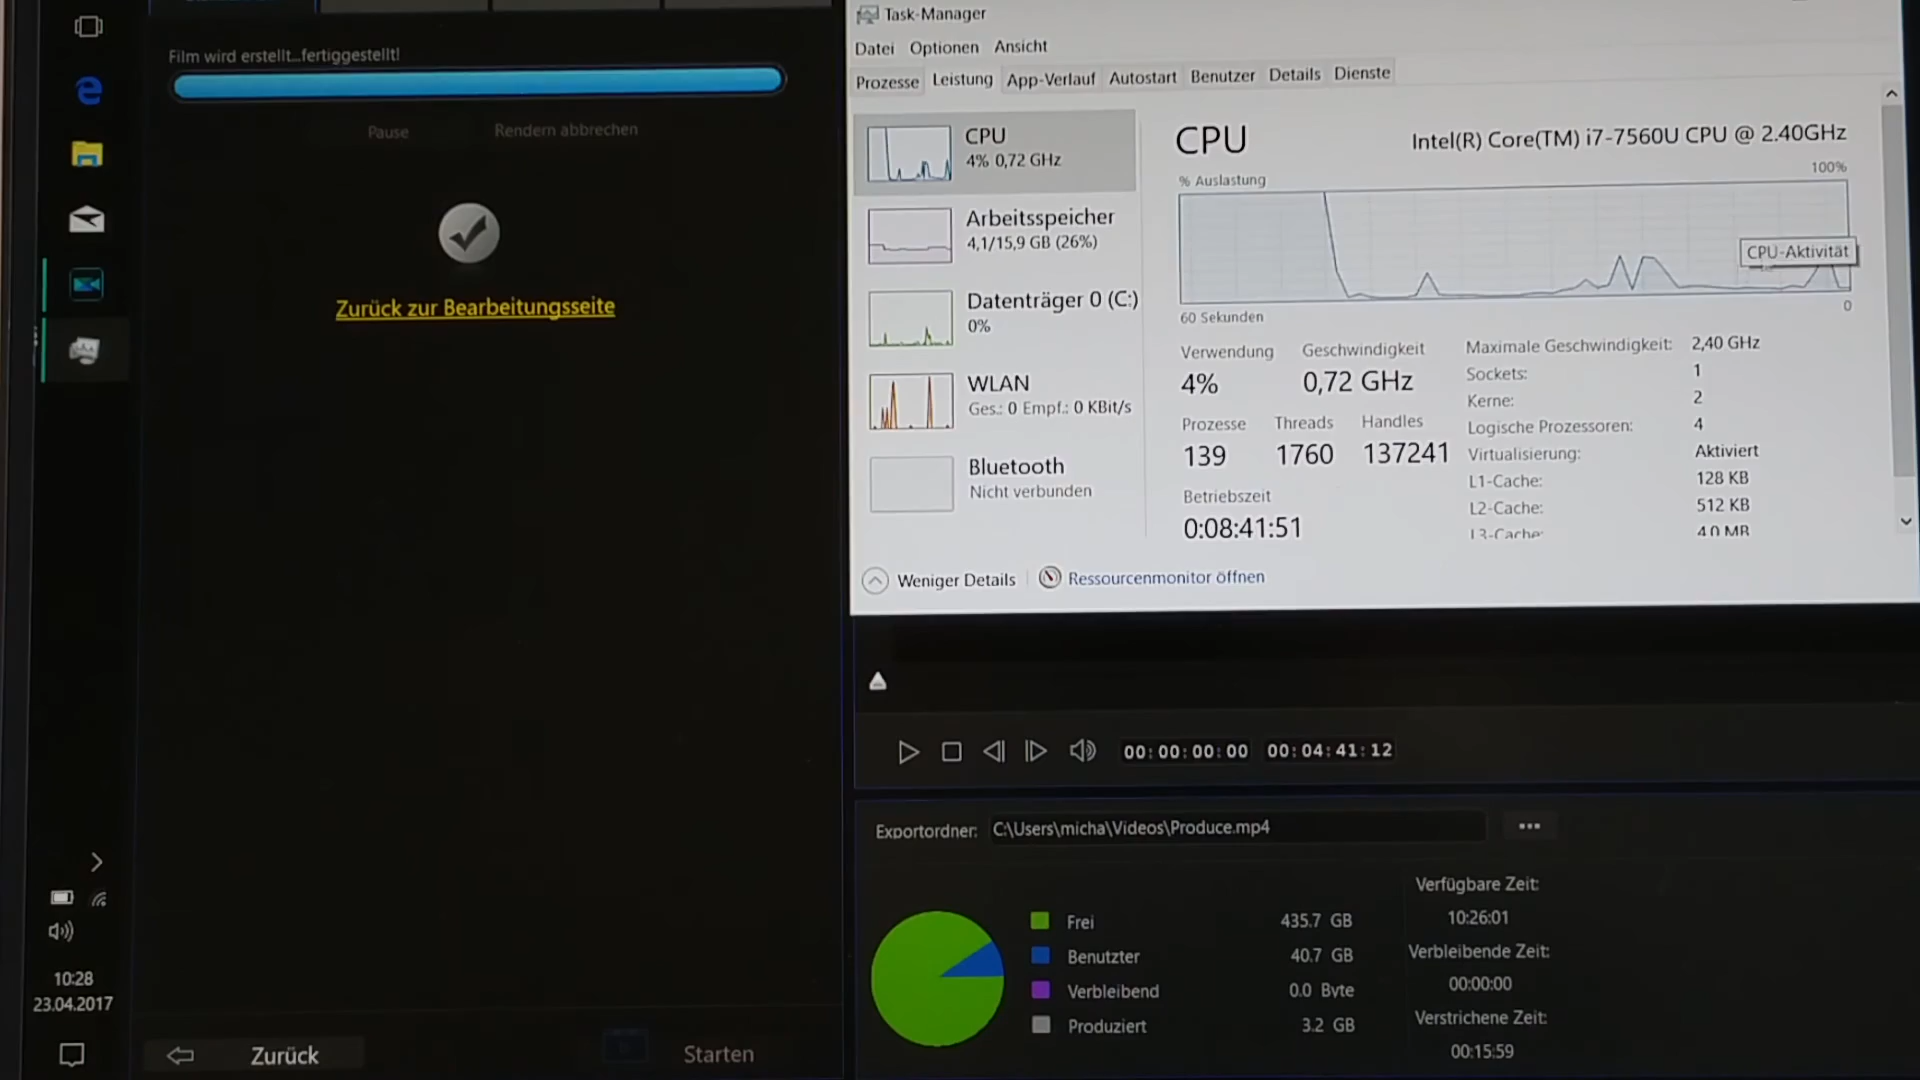 Film wird erstellt...fertiggestellt!
Pause
Rendern abbrechen
Zurück zur Bearbeitungsseite
10:28
23.04.2017
Zurück
Starten
Task-Manager
Datei Optionen Ansicht
Prozesse Leistung App-Verlauf Autostart Benutzer Details Dienste
CPU
4% 0,72 GHz
Arbeitsspeicher
4,1/15,9 GB (26%)
Datenträger 0 (C:)
0%
WLAN
Ges.: 0 Empf.: 0 KBit/s
Bluetooth
Nicht verbunden
CPU
Intel(R) Core(TM) i7-7560U CPU @ 2.40GHz
% Auslastung
100%
CPU-Aktivität
60 Sekunden
0
Verwendung
4%
Geschwindigkeit
0,72 GHz
Prozesse
139
Threads
1760
Handles
137241
Betriebszeit
0:08:41:51
Maximale Geschwindigkeit: 2,40 GHz
Sockets: 1
Kerne: 2
Logische Prozessoren: 4
Virtualisierung: Aktiviert
L1-Cache: 128 KB
L2-Cache: 512 KB
L3-Cache: 4,0 MB
Weniger Details
Ressourcenmonitor öffnen
00:00:00:00
00:04:41:12
Exportordner: C:\Users\micha\Videos\Produce.mp4
...
Frei 435.7 GB
Benutzter 40.7 GB
Verbleibend 0.0 Byte
Produziert 3.2 GB
Verfügbare Zeit:
10:26:01
Verbleibende Zeit:
00:00:00
Verstrichene Zeit:
00:15:59